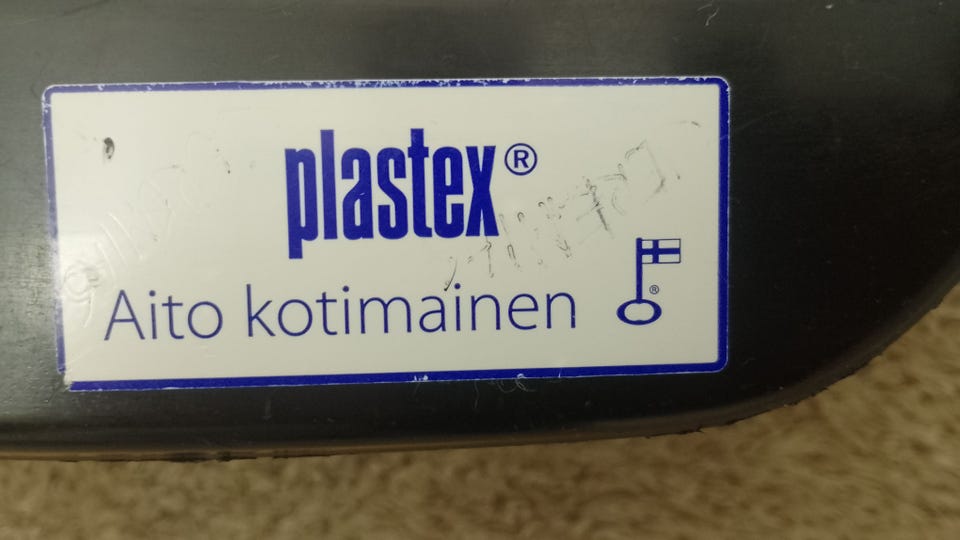 plastex®
Aito kotimainen
®